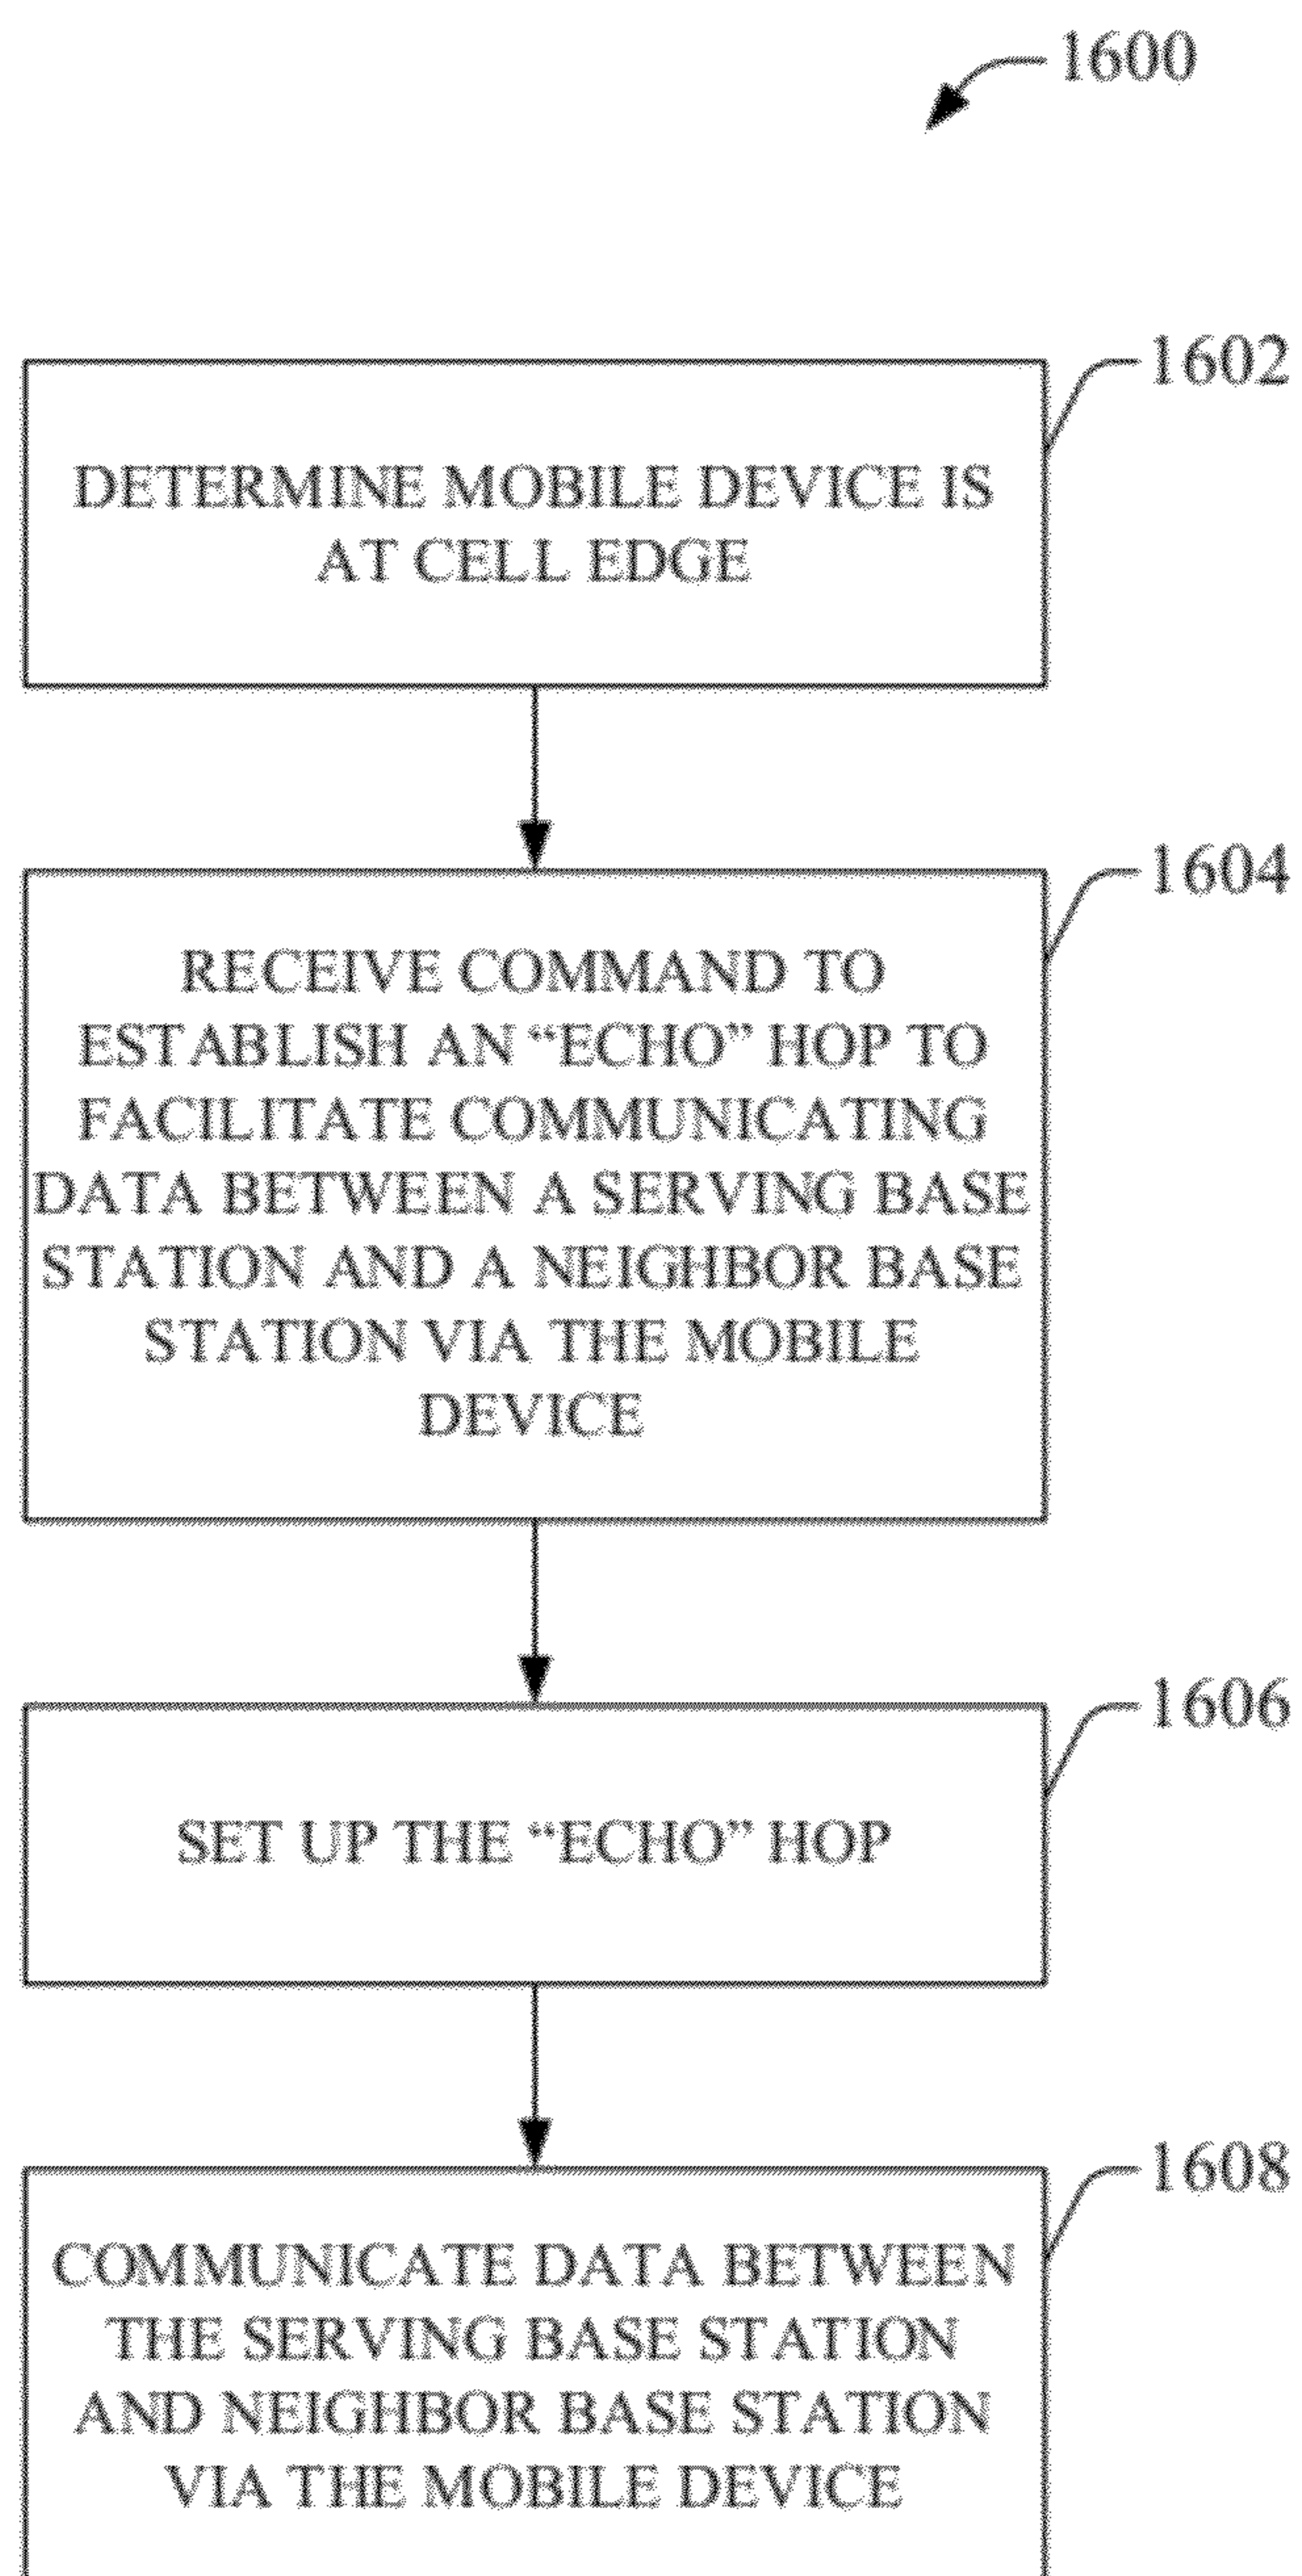 1600
1602
DETERMINE MOBILE DEVICE IS
AT CELL EDGE
1604
RECEIVE COMMAND TO
ESTABLISH AN “ECHO” HOP TO
FACILITATE COMMUNICATING
DATA BETWEEN A SERVING BASE
STATION AND A NEIGHBOR BASE
STATION VIA THE MOBILE
DEVICE
1606
SET UP THE “ECHO” HOP
1608
COMMUNICATE DATA BETWEEN
THE SERVING BASE STATION
AND NEIGHBOR BASE STATION
VIA THE MOBILE DEVICE